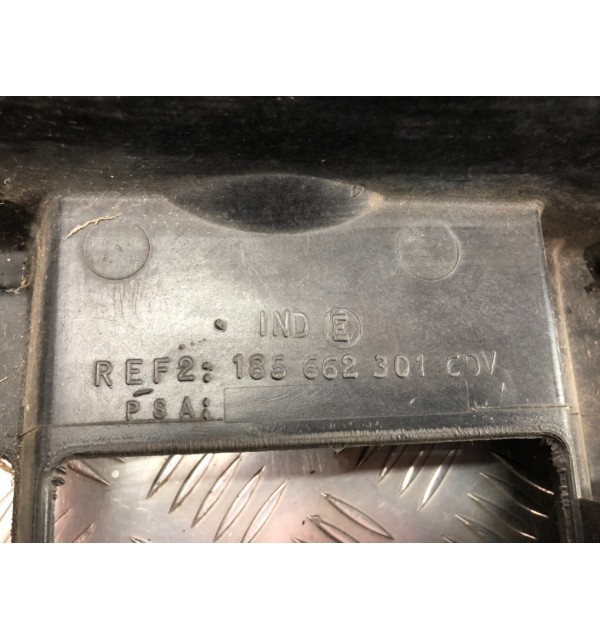 IND E
REF2: 185 662 301 CDV
PSA: